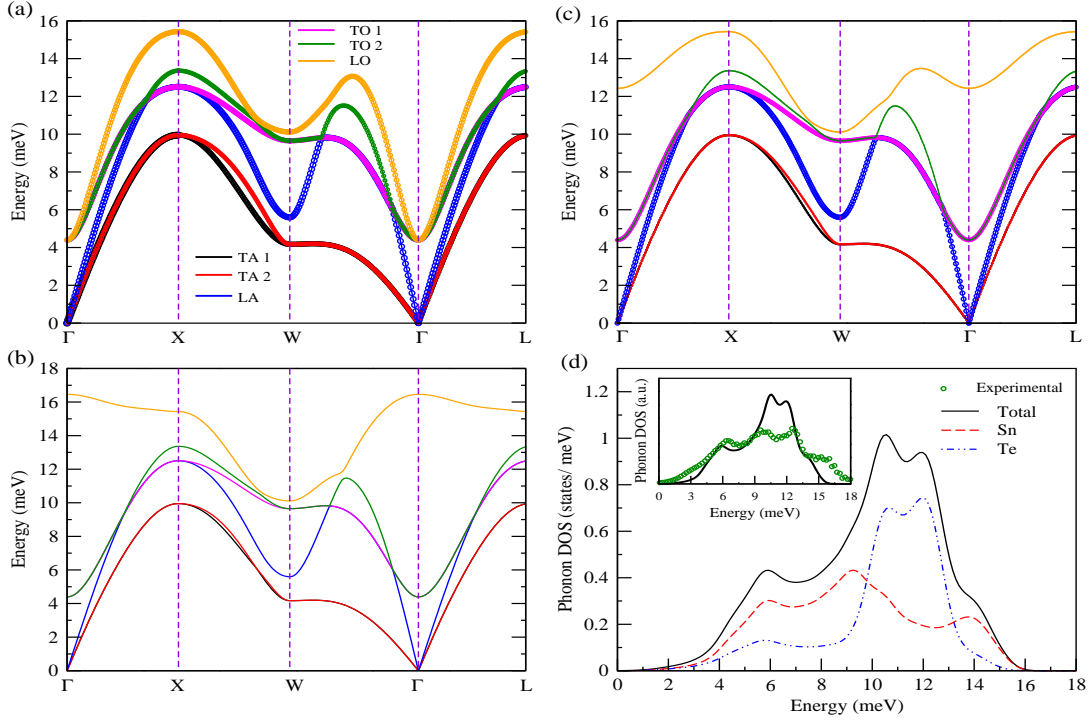 (a)
16
14
12
10
8
6
4
2
0
Energy (meV)
TO 1
TO 2
LO
TA 1
TA 2
LA
Γ
X
W
Γ
L
(c)
16
14
12
10
8
6
4
2
0
Energy (meV)
Γ
X
W
Γ
L
(b)
18
16
14
12
10
8
6
4
2
0
Energy (meV)
Γ
X
W
Γ
L
(d)
1.2
1
0.8
0.6
0.4
0.2
0
Phonon DOS (states/ meV)
Phonon DOS (a.u.)
0 3 6 9 12 15 18
Energy (meV)
Experimental
Total
Sn
Te
0 2 4 6 8 10 12 14 16 18
Energy (meV)